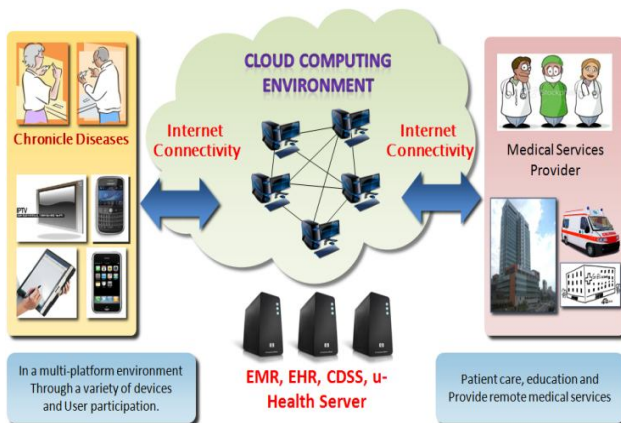 CLOUD COMPUTING
ENVIRONMENT
Chronicle Diseases
Internet
Connectivity
Internet
Connectivity
Medical Services
Provider
IPTV
EMR, EHR, CDSS, u-
Health Server
In a multi-platform environment
Through a variety of devices
and User participation.
Patient care, education and
Provide remote medical services